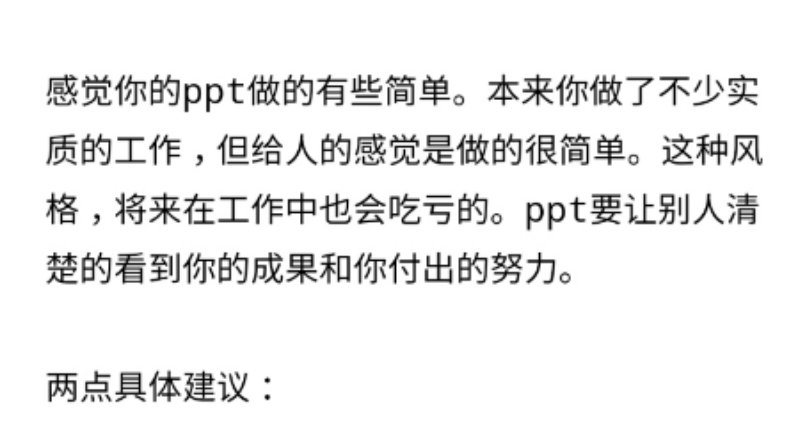 感觉你的ppt做的有些简单。本来你做了不少实
质的工作，但给人的感觉是做的很简单。这种风
格，将来在工作中也会吃亏的。ppt要让别人清
楚的看到你的成果和你付出的努力。
两点具体建议：